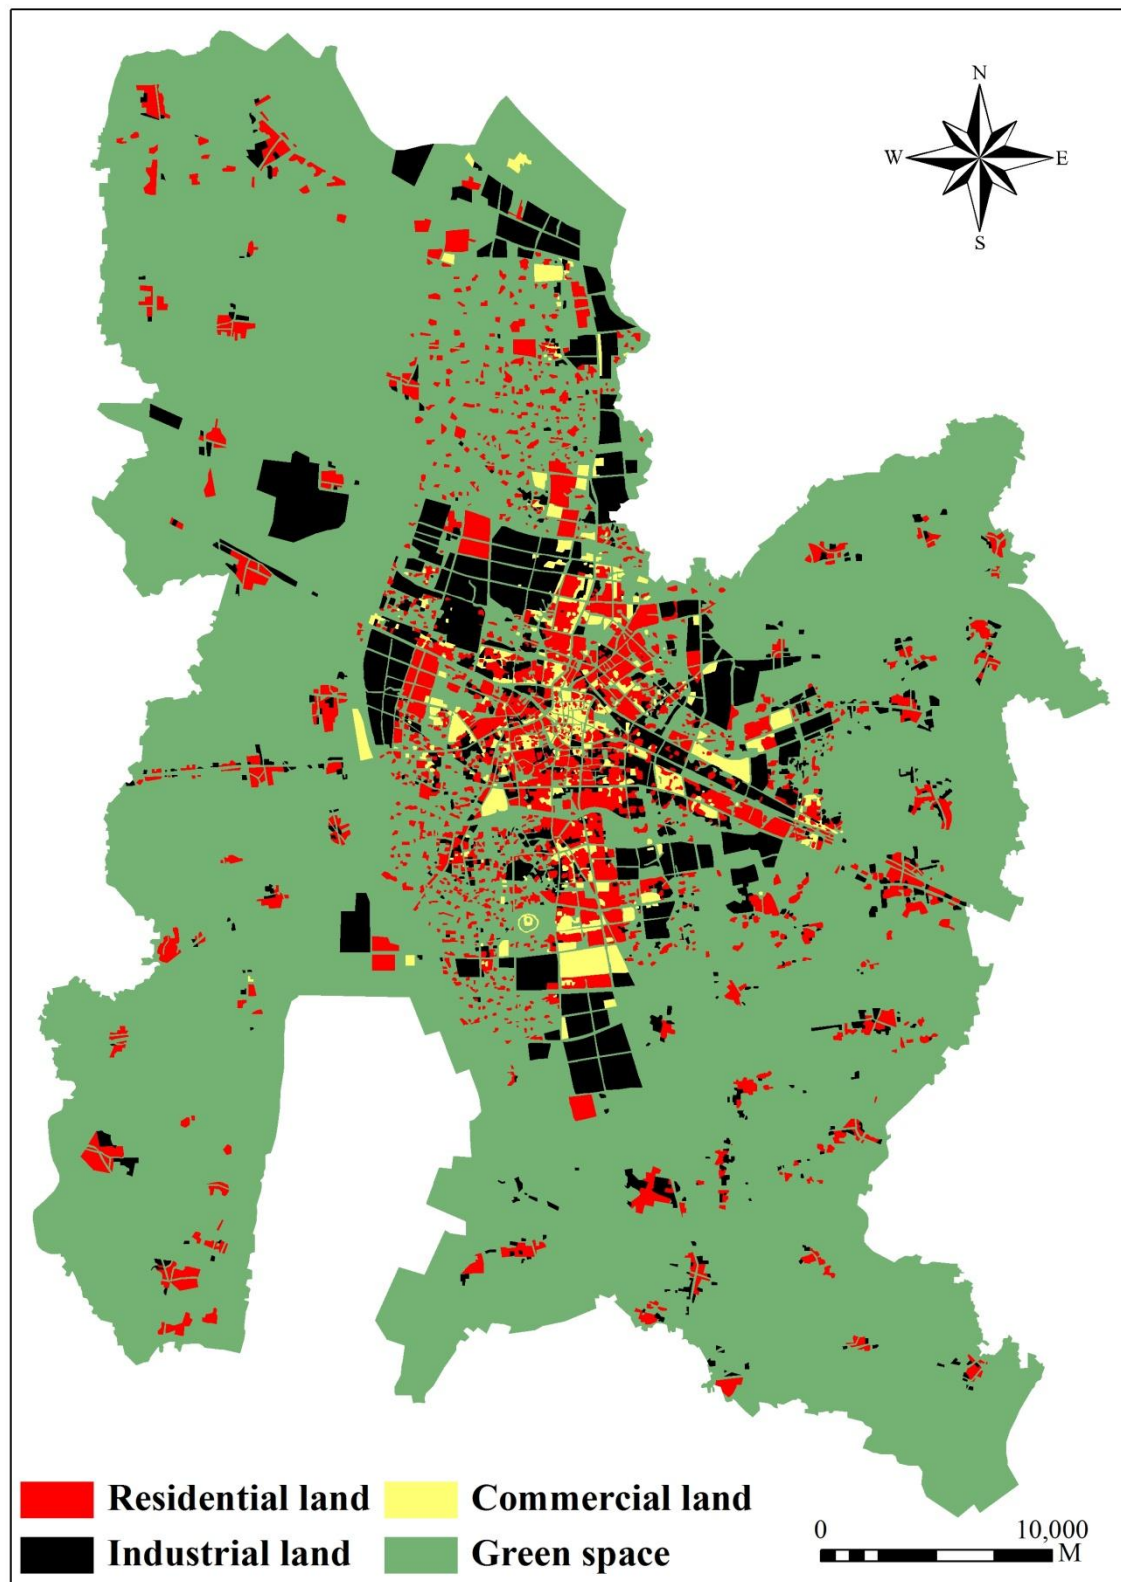 N
W E
S
Residential land Commercial land
Industrial land Green space
0 10,000
M